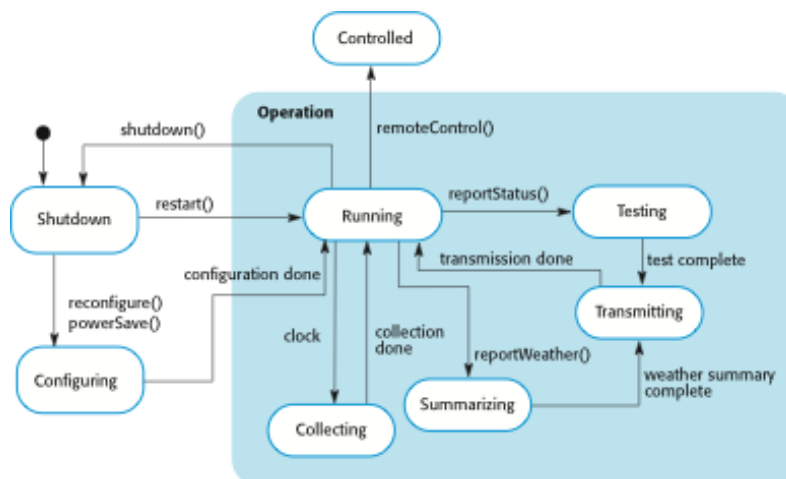 Controlled
Operation
shutdown()
remoteControl()
restart()
reportStatus()
Shutdown
Running
Testing
configuration done
transmission done
test complete
reconfigure()
powerSave()
Transmitting
clock
collection
done
reportWeather()
Configuring
Summarizing
weather summary
complete
Collecting